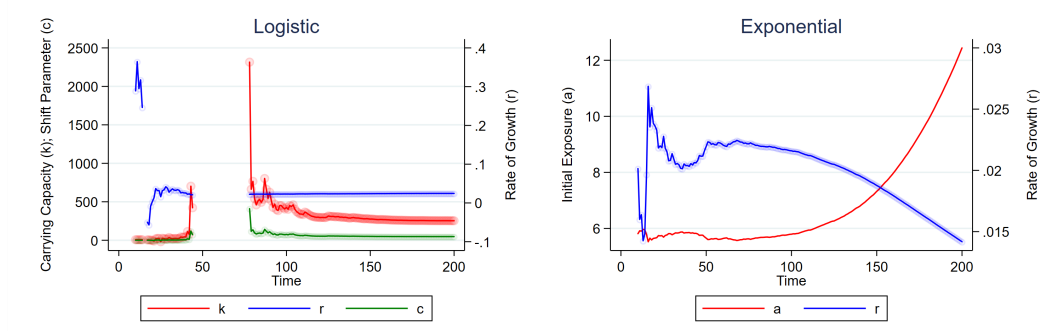 Logistic
Carrying Capacity (k); Shift Parameter (c)
2500
2000
1500
1000
500
0
.4
.3
.2
.1
0
-.1
Rate of Growth (r)
0
50
100
150
200
Time
k
r
c
Exponential
Initial Exposure (a)
12
10
8
6
.03
.025
.02
.015
Rate of Growth (r)
0
50
100
150
200
Time
a
r